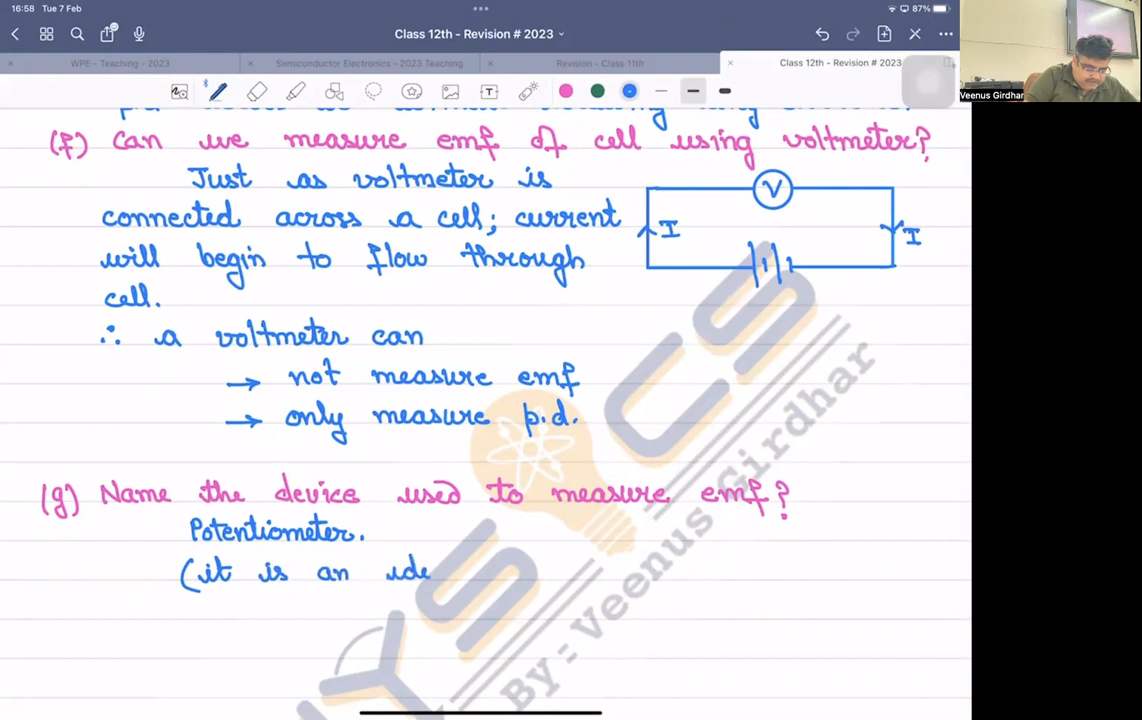 16:58 Tue 7 Feb
87%
Class 12th - Revision # 2023
WPE - Teaching - 2023
Semiconductor Electronics - 2023 Teaching
Revision - Class 11th
Class 12th - Revision # 2023
Veenus Girdhar
(f) Can we measure emf of cell using voltmeter?
Just as voltmeter is
connected across a cell; current
will begin to flow through
cell.
∴ a voltmeter can
→ not measure emf
→ only measure p.d.
V
I
I
(g) Name the device used to measure emf?
Potentiometer.
(it is an ide
YSICS
By: Veenus Girdhar